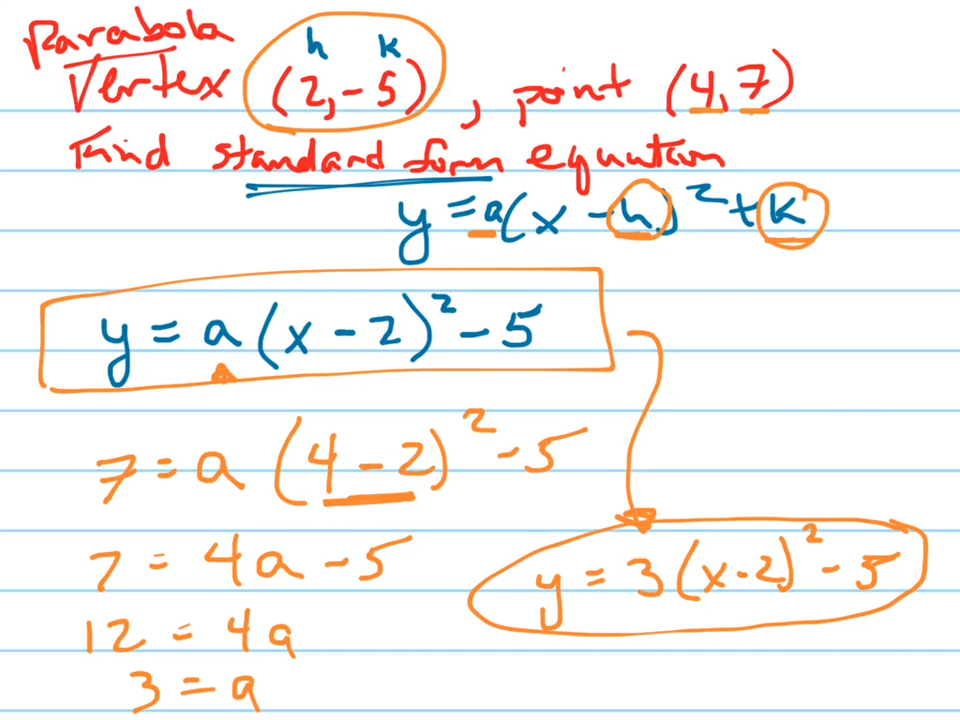 Parabola
h k
Vertex (2,-5), point (4,7)
Find standard form equation
y = a(x - h)² + k
y = a(x - 2)² - 5
7 = a(4 - 2)² - 5
7 = 4a - 5
y = 3(x - 2)² - 5
12 = 4a
3 = a